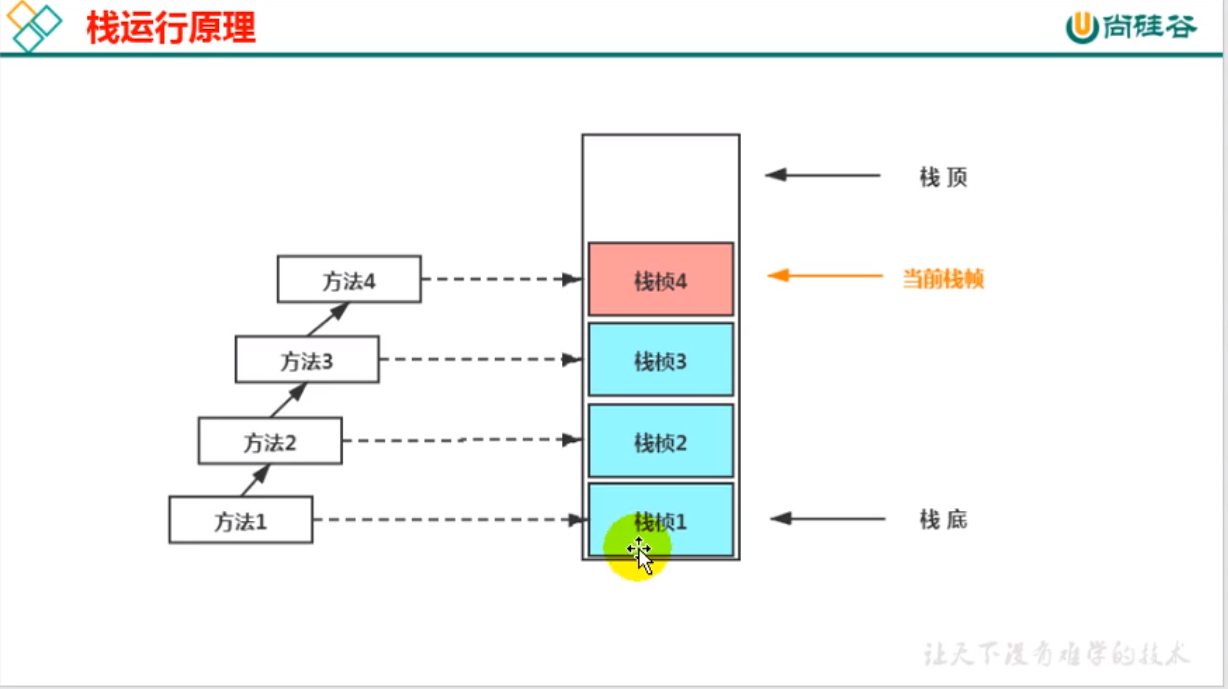 栈运行原理
尚硅谷
栈 顶
方法4
栈桢4
当前栈帧
方法3
栈桢3
方法2
栈桢2
方法1
栈桢1
栈 底
让天下没有难学的技术